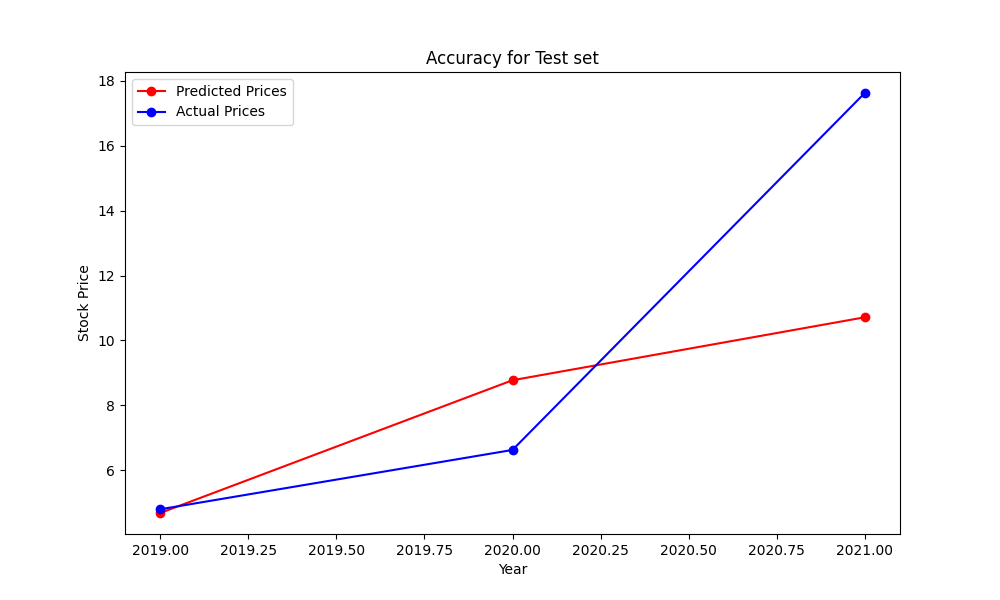 Accuracy for Test set
Predicted Prices
Actual Prices
18
16
14
12
10
8
6
Stock Price
2019.00 2019.25 2019.50 2019.75 2020.00 2020.25 2020.50 2020.75 2021.00
Year